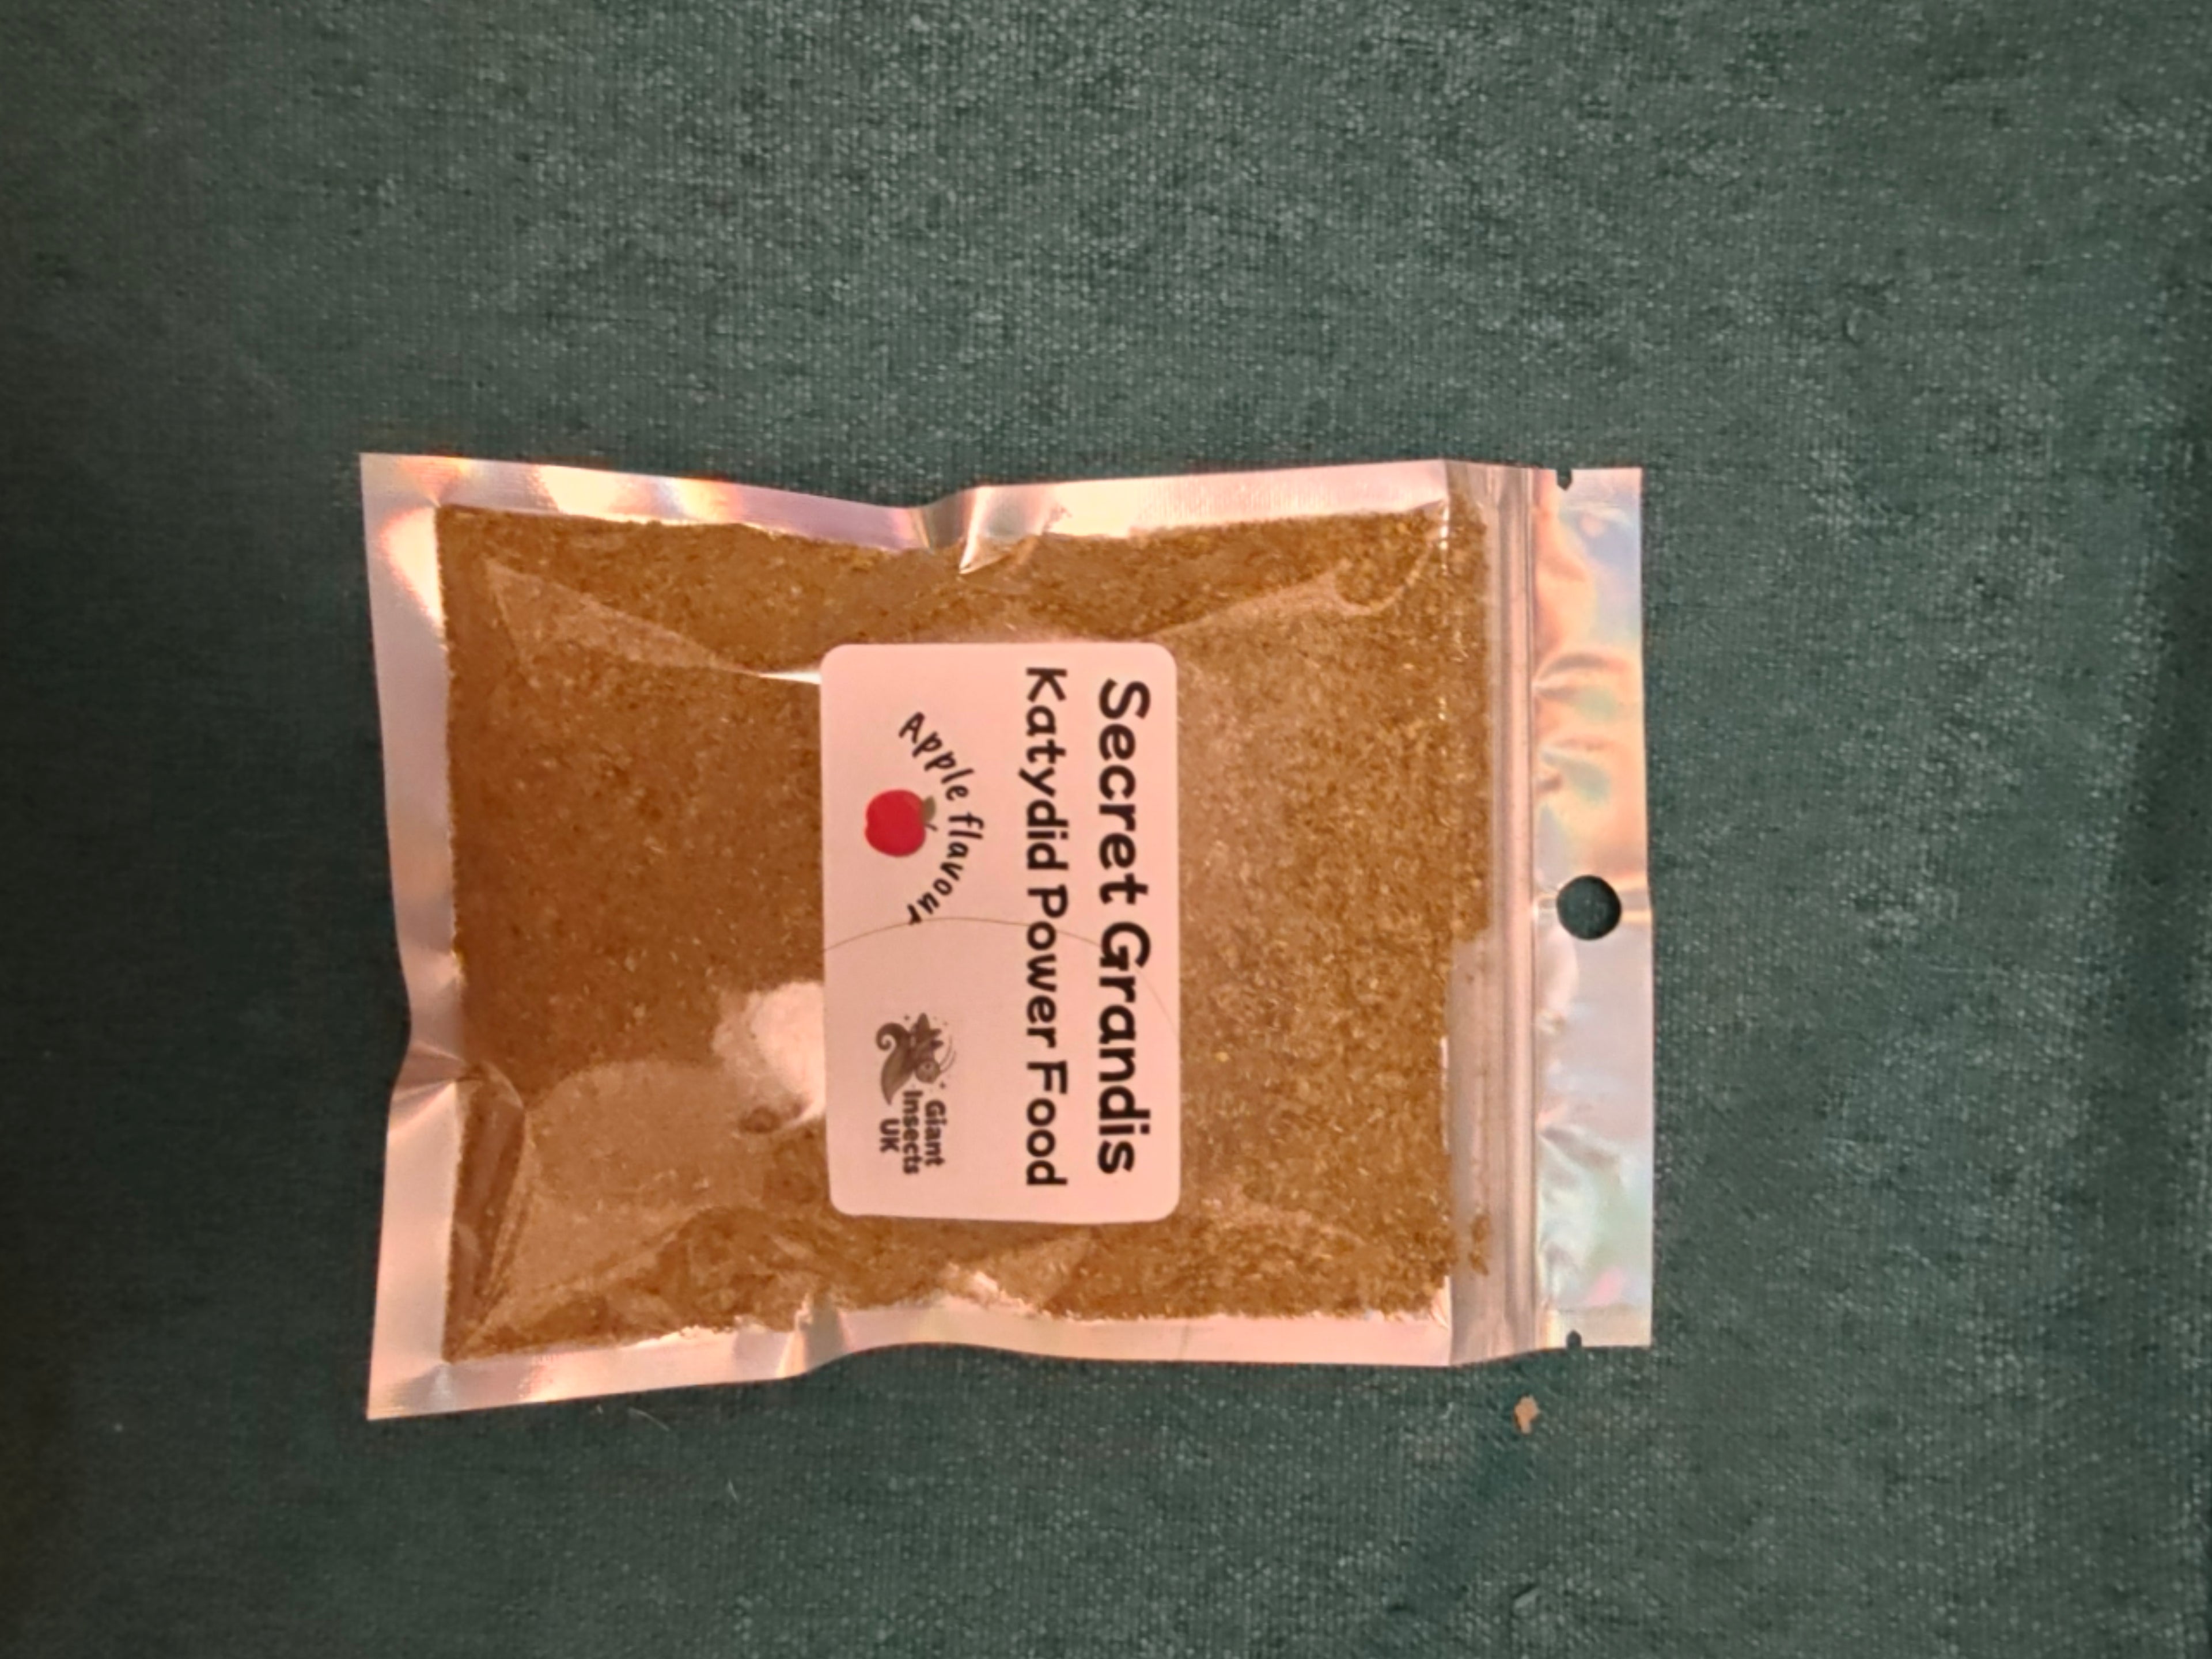 Secret Grandis
Katydid Power Food
Apple flavour
Giant
Insects
UK